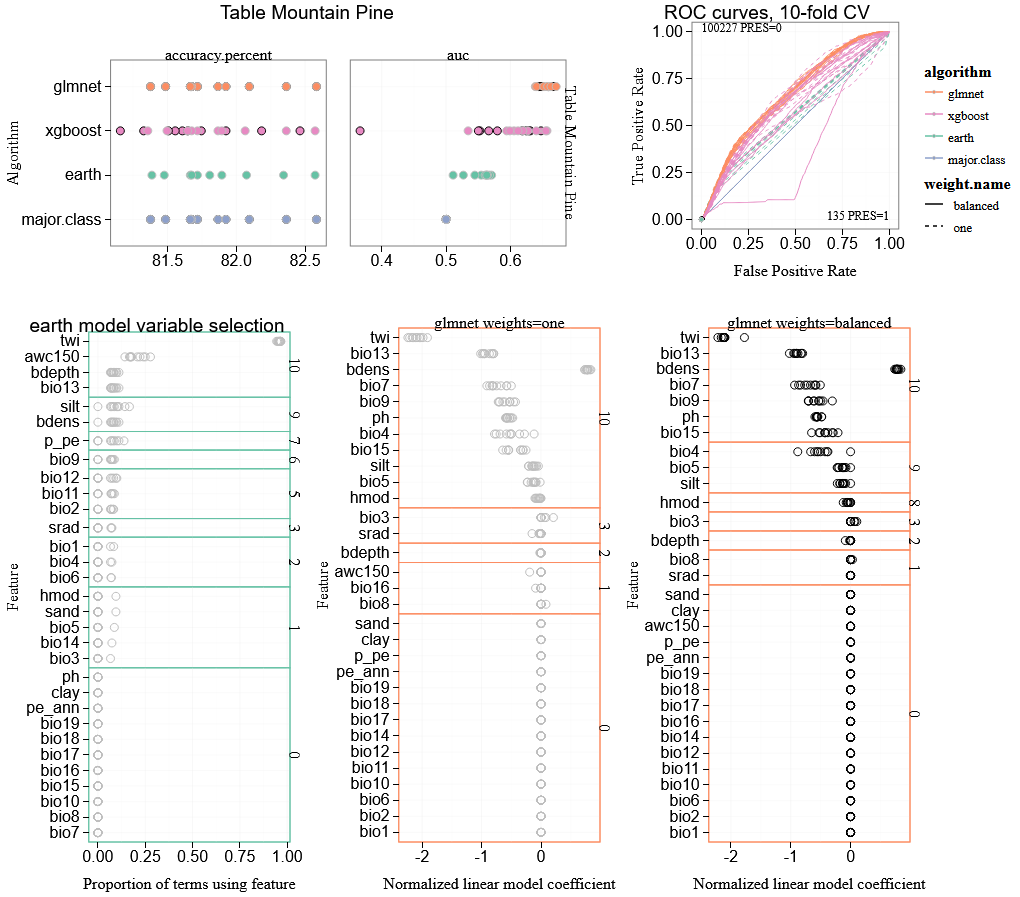 Table Mountain Pine
ROC curves, 10-fold CV
accuracy.percent
auc
Algorithm
glmnet
xgboost
earth
major.class
Table Mountain Pine
81.5
82.0
82.5
0.4
0.5
0.6
True Positive Rate
1.00
0.75
0.50
0.25
0.00
100227 PRES=0
135 PRES=1
0.00
0.25
0.50
0.75
1.00
False Positive Rate
algorithm
glmnet
xgboost
earth
major.class
weight.name
balanced
one
earth model variable selection
Feature
twi
awc150
bdepth
bio13
10
silt
bdens
9
p_pe
7
bio9
6
bio12
bio11
bio2
5
srad
3
bio1
bio4
bio6
2
hmod
sand
bio5
bio14
bio3
1
ph
clay
pe_ann
bio19
bio18
bio17
bio16
bio15
bio10
bio8
bio7
0
0.00
0.25
0.50
0.75
1.00
Proportion of terms using feature
glmnet weights=one
Feature
twi
bio13
bdens
bio7
bio9
ph
bio4
bio15
silt
bio5
hmod
10
bio3
srad
3
bdepth
2
awc150
bio16
bio8
1
sand
clay
p_pe
pe_ann
bio19
bio18
bio17
bio14
bio12
bio11
bio10
bio6
bio2
bio1
0
-2
-1
0
Normalized linear model coefficient
glmnet weights=balanced
Feature
twi
bio13
bdens
bio7
bio9
ph
bio15
10
bio4
bio5
silt
9
hmod
8
bio3
3
bdepth
2
bio8
srad
1
sand
clay
awc150
p_pe
pe_ann
bio19
bio18
bio17
bio16
bio14
bio12
bio11
bio10
bio6
bio2
bio1
0
-2
-1
0
Normalized linear model coefficient